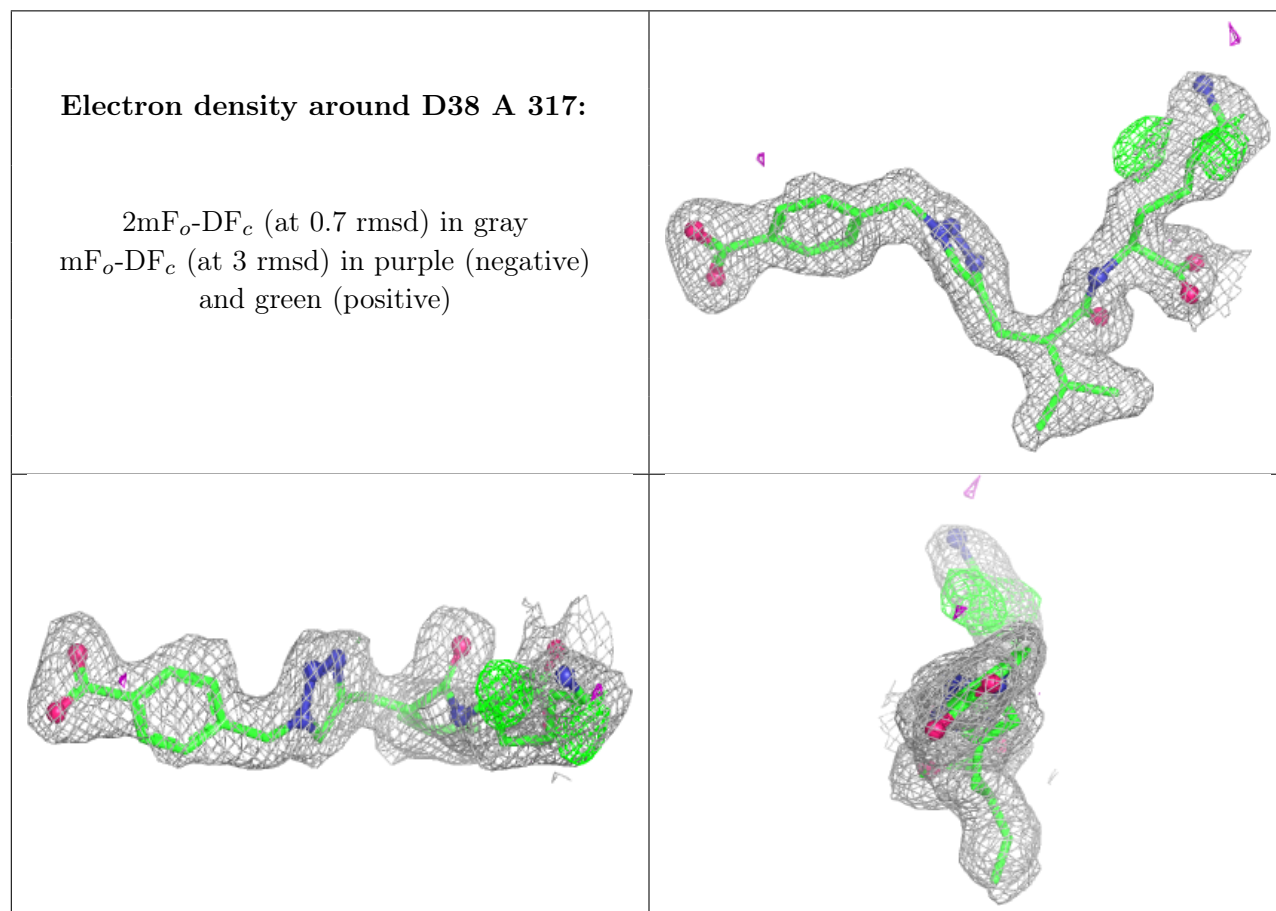 Electron density around D38 A 317:
2mFₒ-DF𝒸 (at 0.7 rmsd) in gray
mFₒ-DF𝒸 (at 3 rmsd) in purple (negative)
and green (positive)